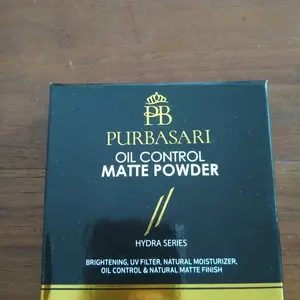 PB
PURBASARI
OIL CONTROL
MATTE POWDER
HYDRA SERIES
BRIGHTENING, UV FILTER, NATURAL MOISTURIZER,
OIL CONTROL & NATURAL MATTE FINISH